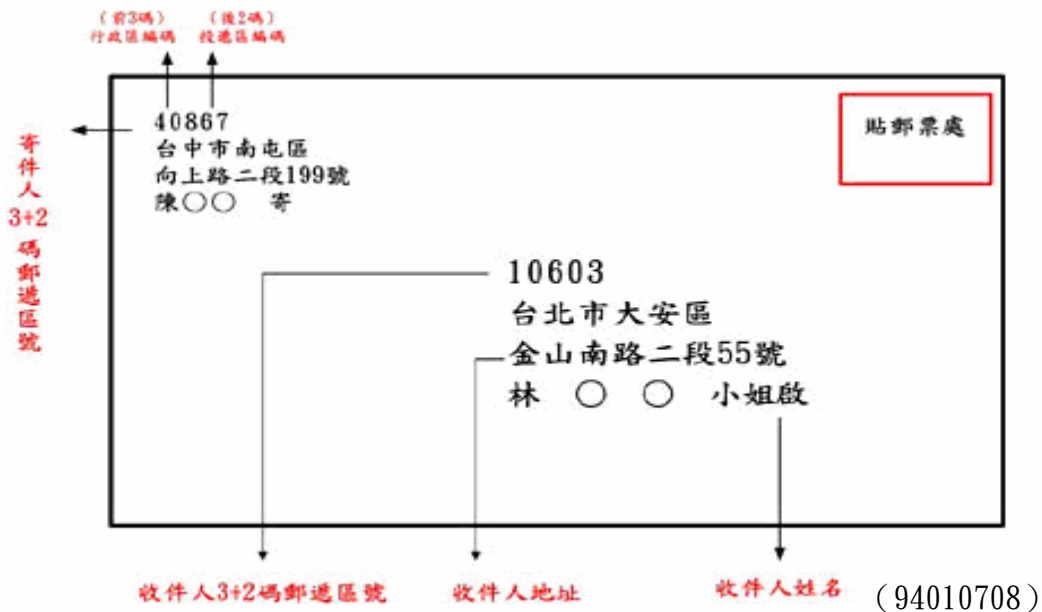 (前3碼) (後2碼)
行政區編碼 投遞區編碼
寄件人3+2碼郵遞區號
40867
台中市南屯區
向上路二段199號
陳○○ 寄
貼郵票處
10603
台北市大安區
金山南路二段55號
林 ○ ○ 小姐啟
收件人3+2碼郵遞區號 收件人地址 收件人姓名
(94010708)